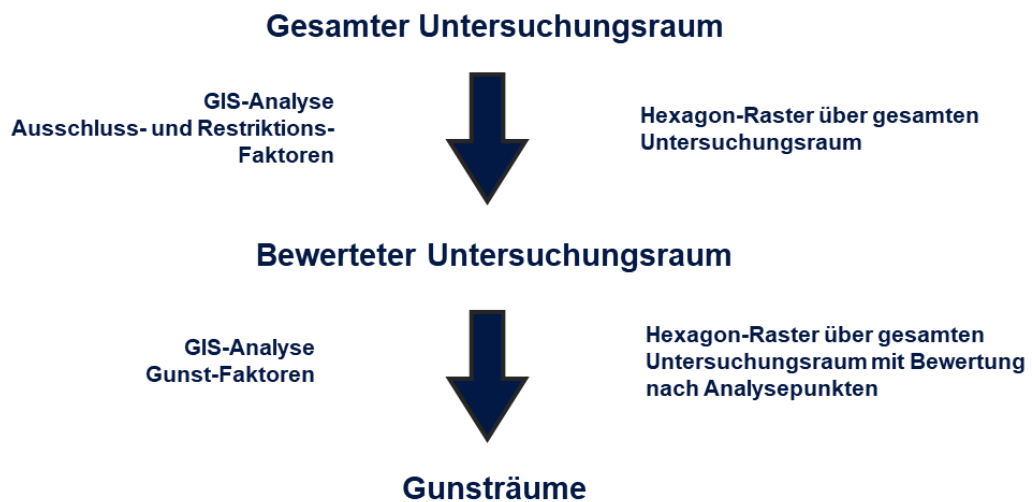 Gesamter Untersuchungsraum
GIS-Analyse
Ausschluss- und Restriktions-
Faktoren
Hexagon-Raster über gesamten
Untersuchungsraum
Bewerteter Untersuchungsraum
GIS-Analyse
Gunst-Faktoren
Hexagon-Raster über gesamten
Untersuchungsraum mit Bewertung
nach Analysepunkten
Gunsträume